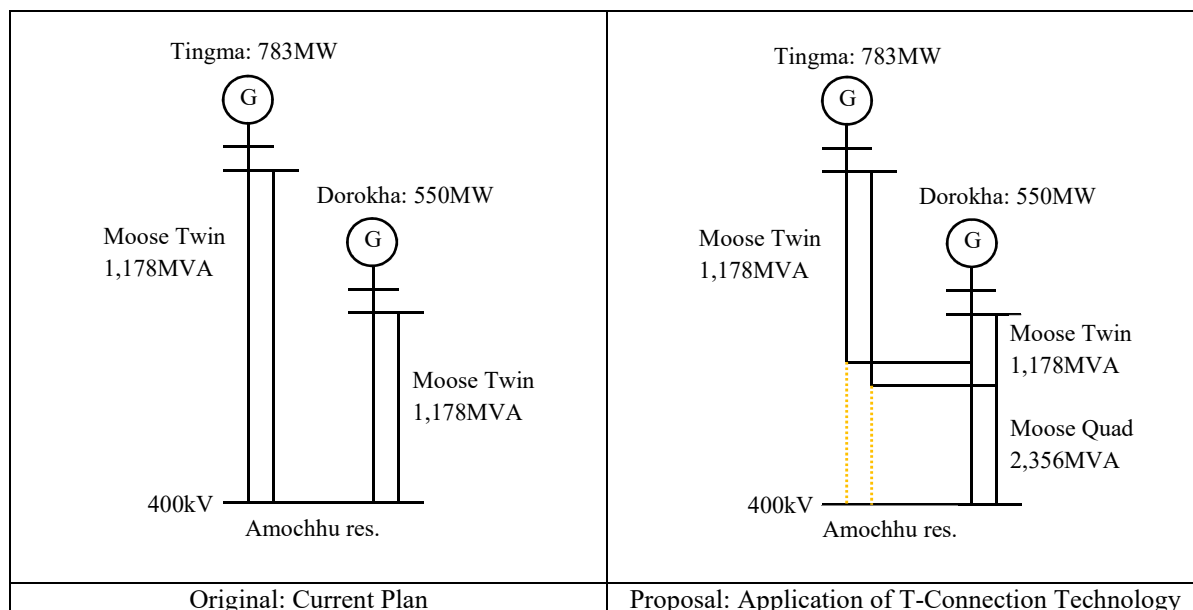 Tingma: 783MW
G
Dorokha: 550MW
G
Moose Twin
1,178MVA
Moose Twin
1,178MVA
400kV
Amochhu res.
Original: Current Plan
Tingma: 783MW
G
Dorokha: 550MW
G
Moose Twin
1,178MVA
Moose Twin
1,178MVA
Moose Quad
2,356MVA
400kV
Amochhu res.
Proposal: Application of T-Connection Technology